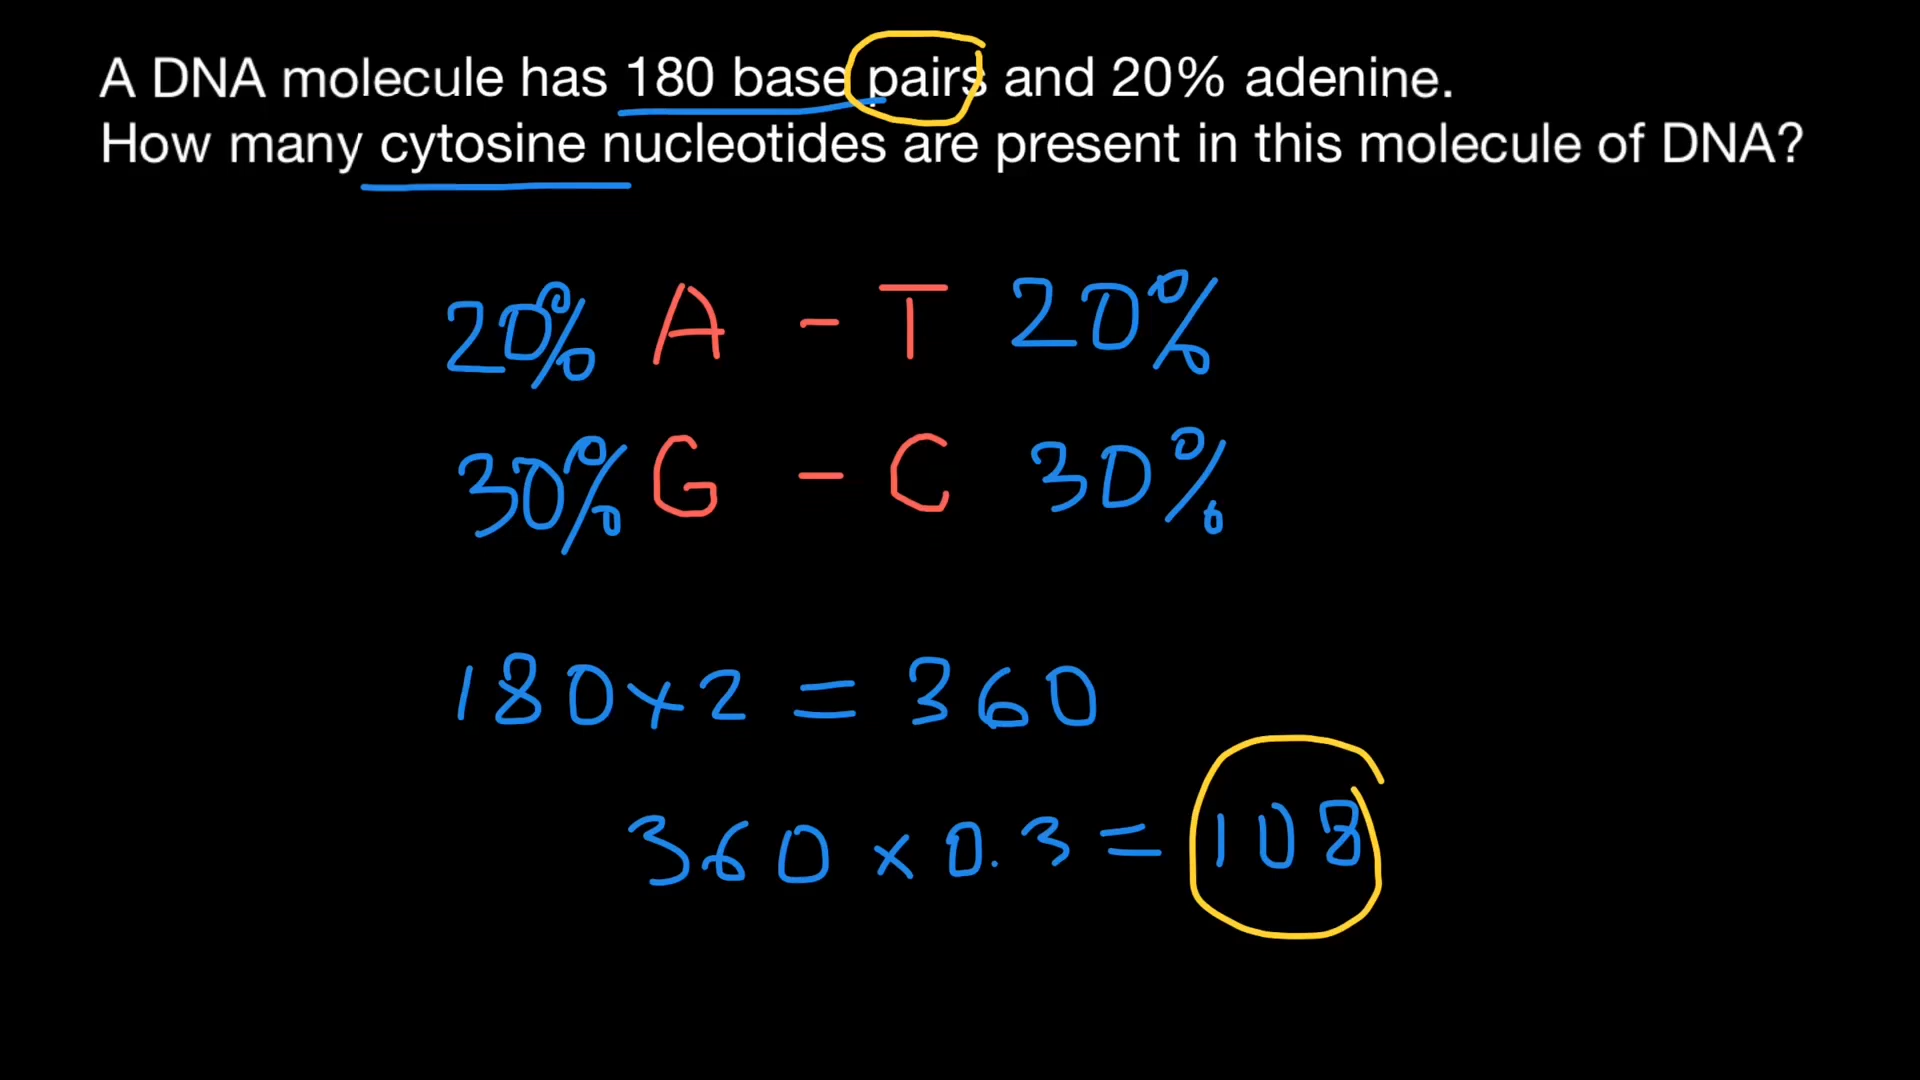 A DNA molecule has 180 base pairs and 20% adenine.
How many cytosine nucleotides are present in this molecule of DNA?
20% A - T 20%
30% G - C 30%
180 x 2 = 360
360 x 0.3 = 108